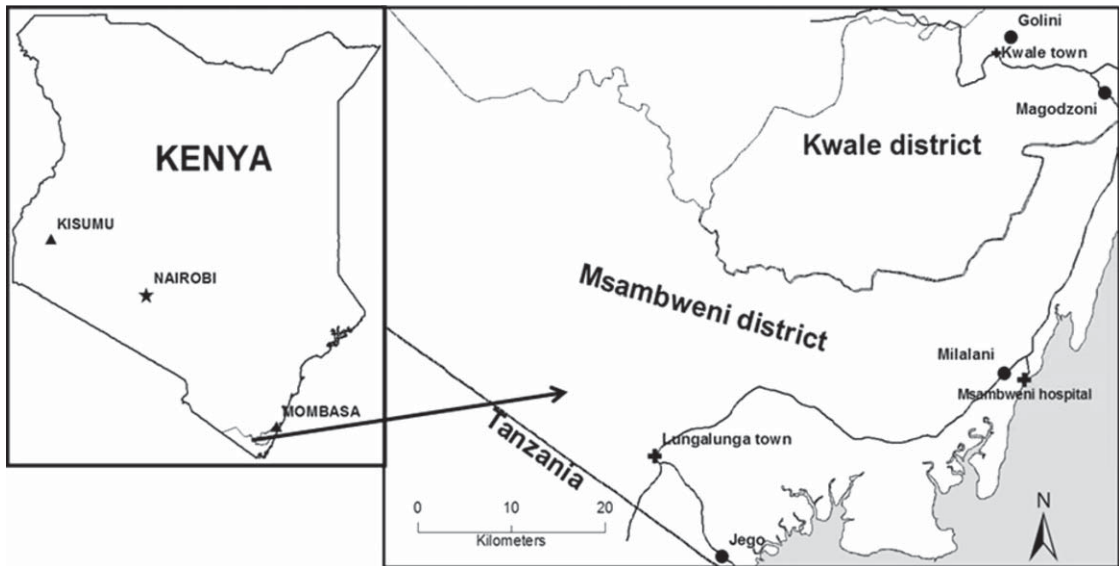 KENYA
KISUMU
NAIROBI
MOMBASA
Golini
Kwale town
Magodzoni
Kwale district
Msambweni district
Milalani
Msambweni hospital
Lungalunga town
Tanzania
0 10 20
Kilometers
Jego
N